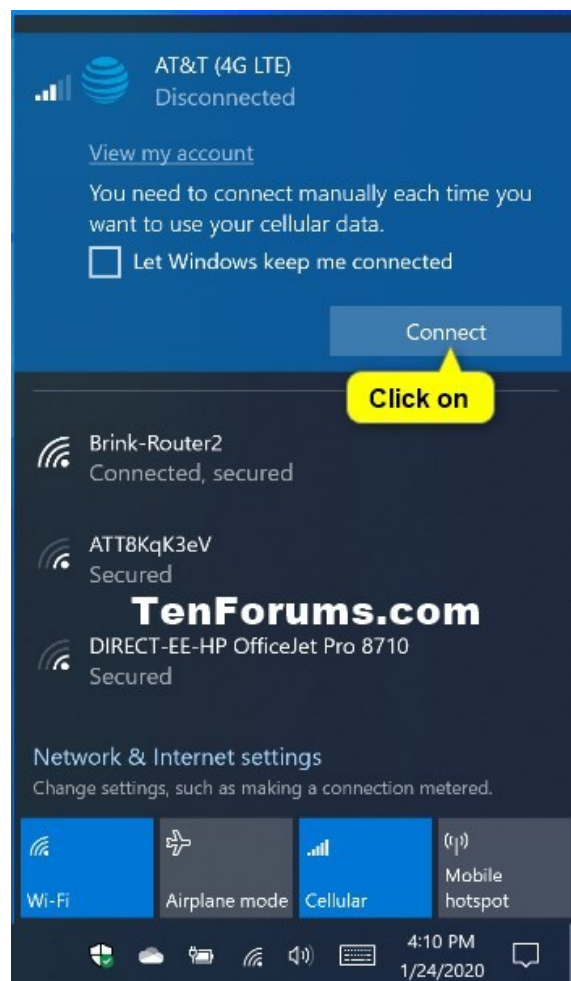 AT&T (4G LTE)
Disconnected
View my account
You need to connect manually each time you
want to use your cellular data.
Let Windows keep me connected
Connect
Click on
Brink-Router2
Connected, secured
ATT8KqK3eV
Secured
TenForums.com
DIRECT-EE-HP OfficeJet Pro 8710
Secured
Network & Internet settings
Change settings, such as making a connection metered.
Wi-Fi
Airplane mode
Cellular
Mobile
hotspot
4:10 PM
1/24/2020